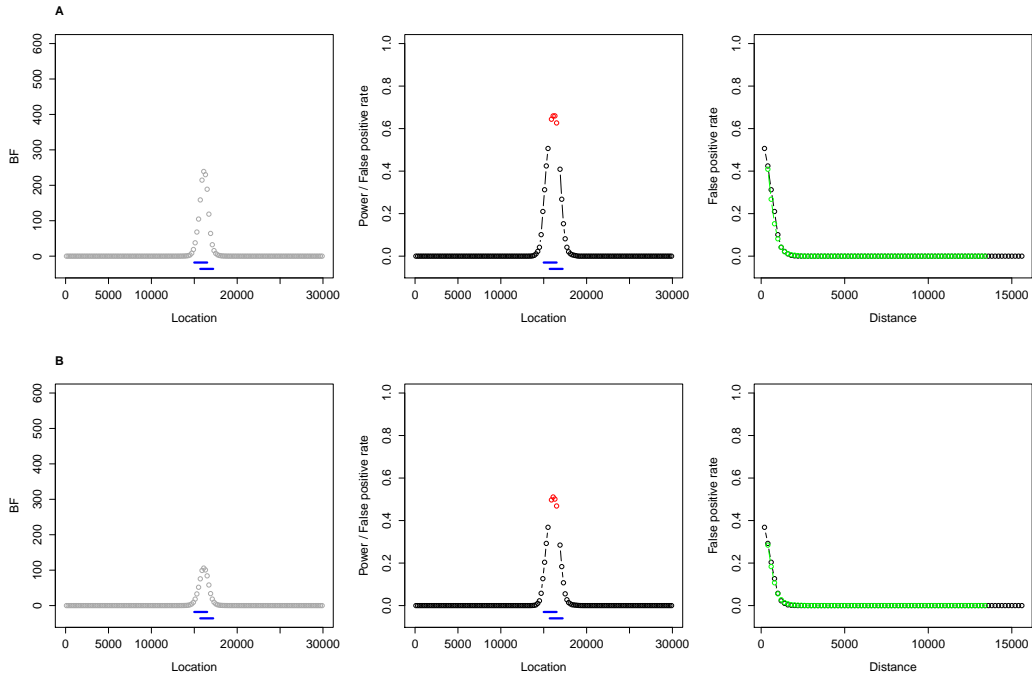 A
BF
0 100 200 300 400 500 600
0 5000 10000 20000 30000
Location
Power / False positive rate
0.0 0.2 0.4 0.6 0.8 1.0
0 5000 10000 20000 30000
Location
False positive rate
0.0 0.2 0.4 0.6 0.8 1.0
0 5000 10000 15000
Distance
B
BF
0 100 200 300 400 500 600
0 5000 10000 20000 30000
Location
Power / False positive rate
0.0 0.2 0.4 0.6 0.8 1.0
0 5000 10000 20000 30000
Location
False positive rate
0.0 0.2 0.4 0.6 0.8 1.0
0 5000 10000 15000
Distance